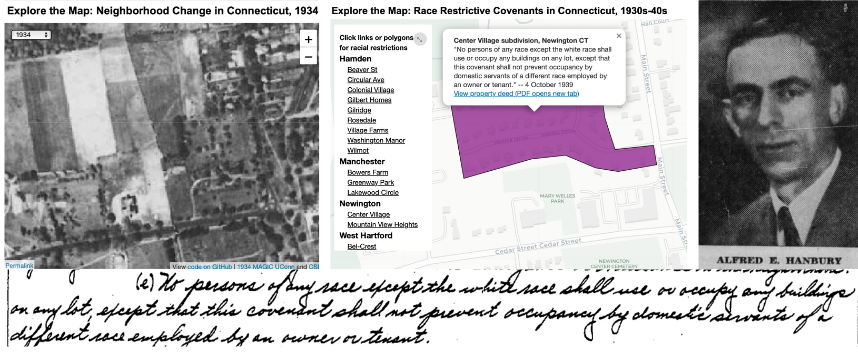 Explore the Map: Neighborhood Change in Connecticut, 1934
1934
+
−
Permalink
View code on GitHub | 1934 MAGIC UConn and CSL
Explore the Map: Race Restrictive Covenants in Connecticut, 1930s-40s
Click links or polygons
for racial restrictions
Hamden
Beaver St
Circular Ave
Colonial Village
Gilbert Homes
Gilridge
Rosedale
Village Farms
Washington Manor
Wilmot
Manchester
Bowers Farm
Greenway Park
Lakewood Circle
Newington
Center Village
Mountain View Heights
West Hartford
Bel-Crest
Center Village subdivision, Newington CT
"No persons of any race except the white race shall
use or occupy any buildings on any lot, except that
this covenant shall not prevent occupancy by
domestic servants of a different race employed by
an owner or tenant." -- 4 October 1939
View property deed (PDF opens new tab)
×
Main Street
Main Street
Main St
MARY WELLES
PARK
Cedar Street Cedar Street
NEWINGTON
CENTER CEMETERY
ALFRED E. HANBURY
(e) No persons of any race except the white race shall use or occupy any buildings
on any lot, except that this covenant shall not prevent occupancy by domestic servants of a
different race employed by an owner or tenant.